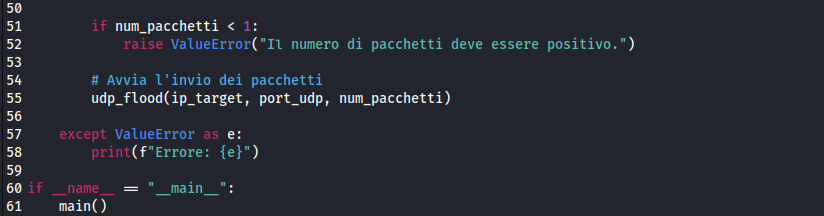 50
51         if num_pacchetti < 1:
52             raise ValueError("Il numero di pacchetti deve essere positivo.")
53
54         # Avvia l'invio dei pacchetti
55         udp_flood(ip_target, port_udp, num_pacchetti)
56
57     except ValueError as e:
58         print(f"Errore: {e}")
59
60 if __name__ == "__main__":
61     main()